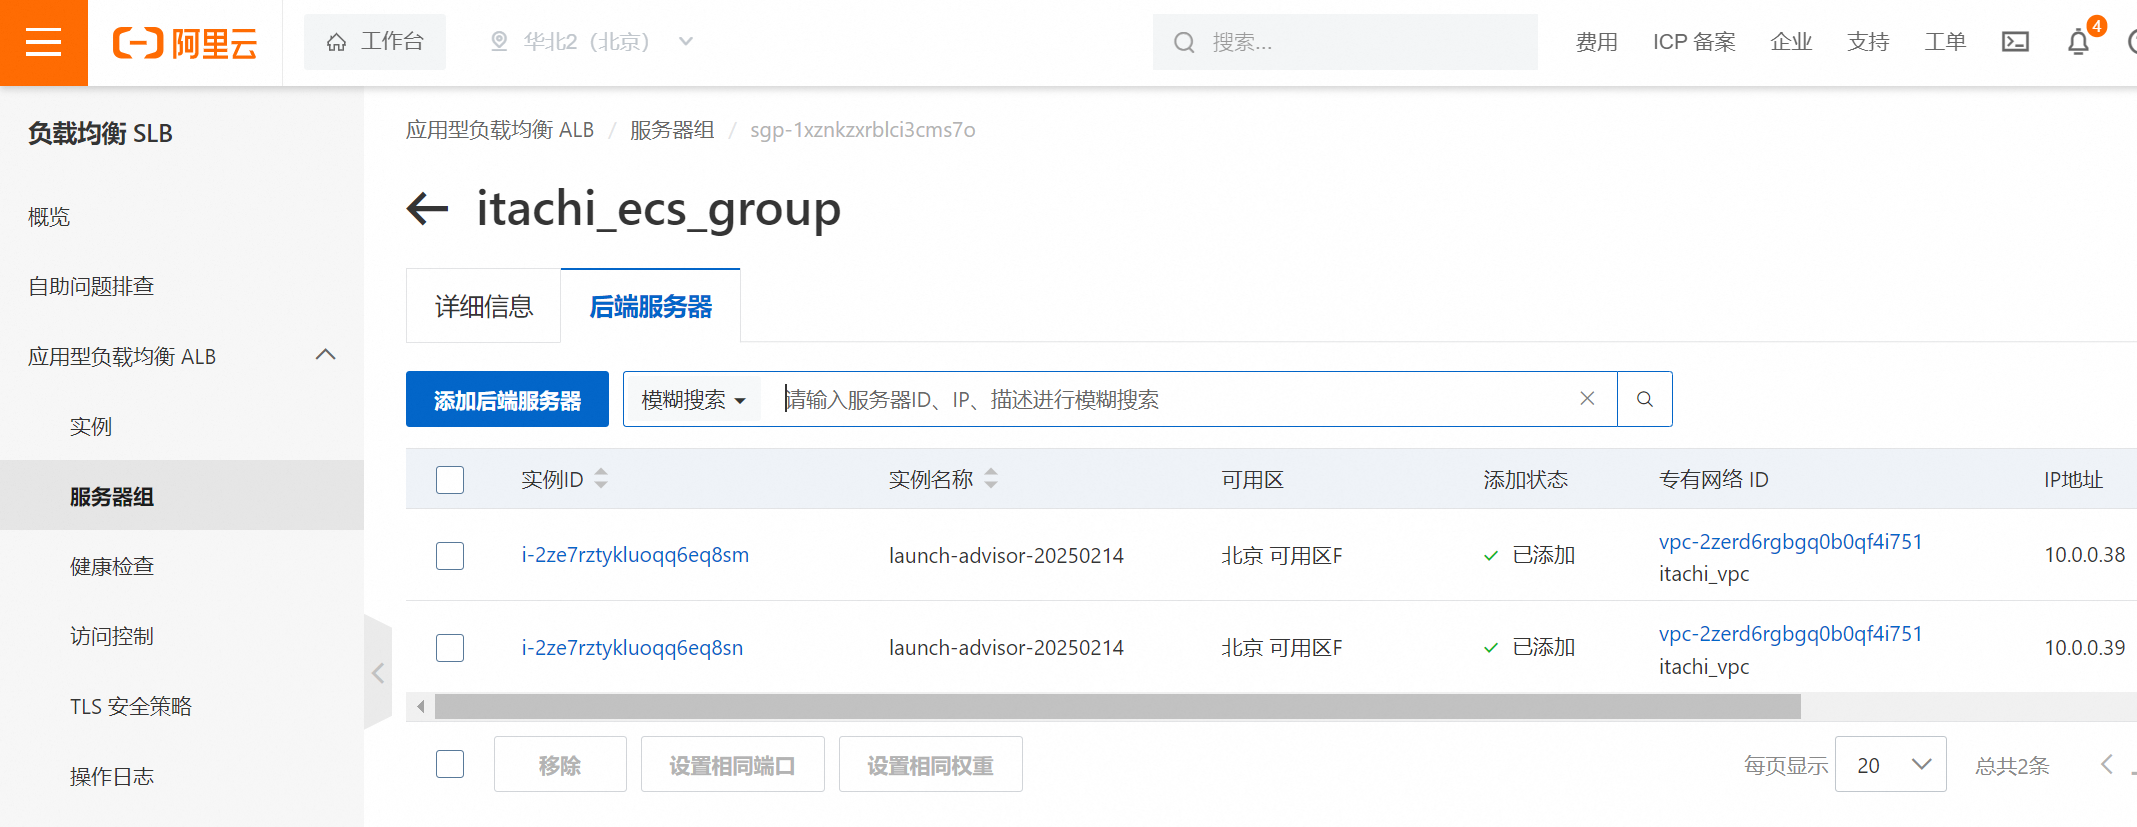 阿里云
工作台
华北2（北京）
搜索...
费用
ICP 备案
企业
支持
工单
4
负载均衡 SLB
概览
自助问题排查
应用型负载均衡 ALB
实例
服务器组
健康检查
访问控制
TLS 安全策略
操作日志
应用型负载均衡 ALB / 服务器组 / sgp-1xznkzxrblci3cms7o
itachi_ecs_group
详细信息
后端服务器
添加后端服务器
模糊搜索
请输入服务器ID、IP、描述进行模糊搜索
实例ID 实例名称 可用区 添加状态 专有网络 ID IP地址
i-2ze7rztykluoqq6eq8sm launch-advisor-20250214 北京 可用区F 已添加 vpc-2zerd6rgbgq0b0qf4i751 10.0.0.38
itachi_vpc
i-2ze7rztykluoqq6eq8sn launch-advisor-20250214 北京 可用区F 已添加 vpc-2zerd6rgbgq0b0qf4i751 10.0.0.39
itachi_vpc
移除
设置相同端口
设置相同权重
每页显示
20
总共2条